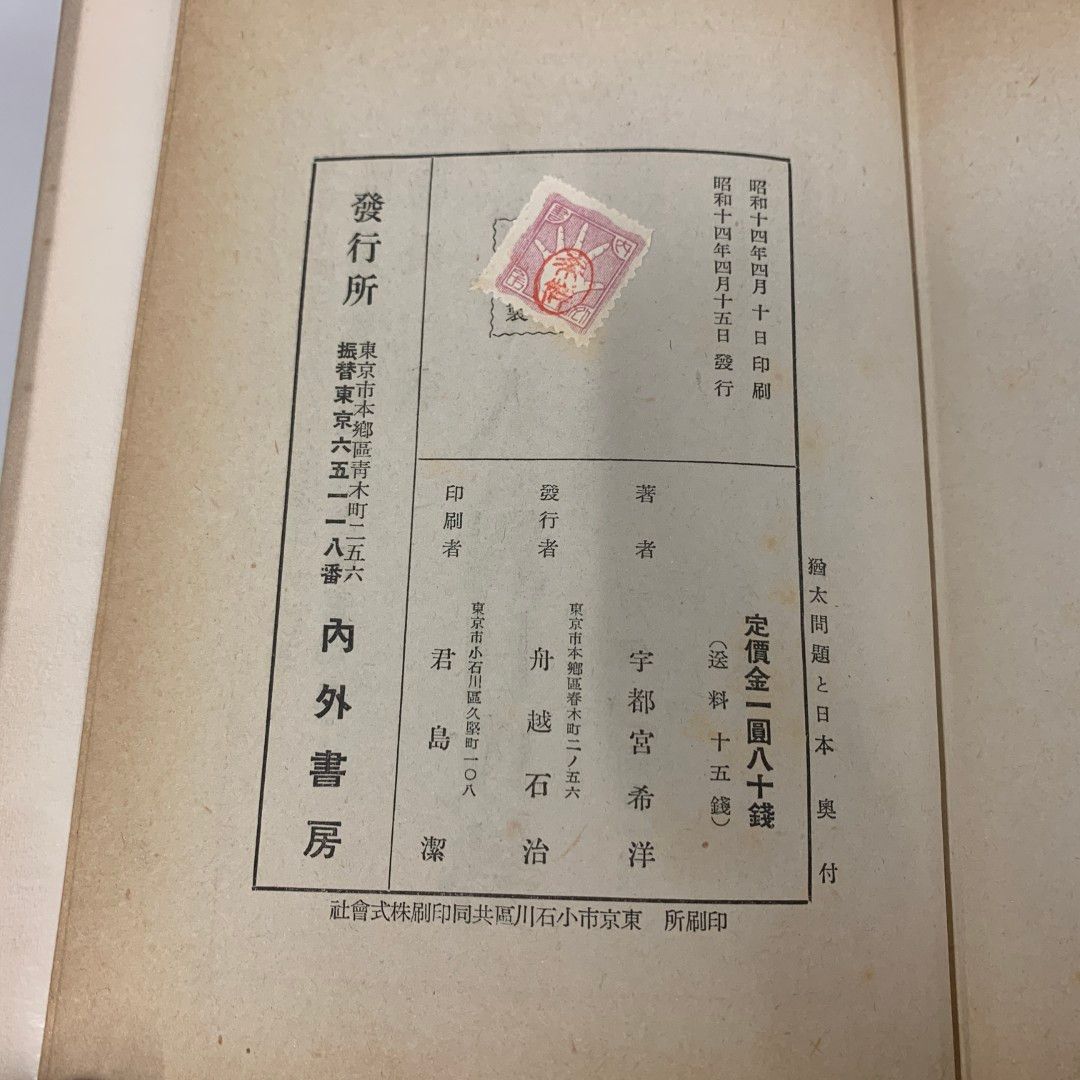 猶太問題と日本 奧付
昭和十四年四月 十 日 印刷
昭和十四年四月十五日 發行
定價金一圓八十錢
（送料十五錢）
製
內
書
著者 宇都宮希洋
東京市本鄕區春木町二ノ五六
發行者 舟越石治
東京市小石川區久堅町一〇八
印刷者 君島潔
發行所
東京市本鄕區靑木町二五六
振替東京六五一一八番
內外書房
印刷所 東京市小石川區共同印刷株式會社